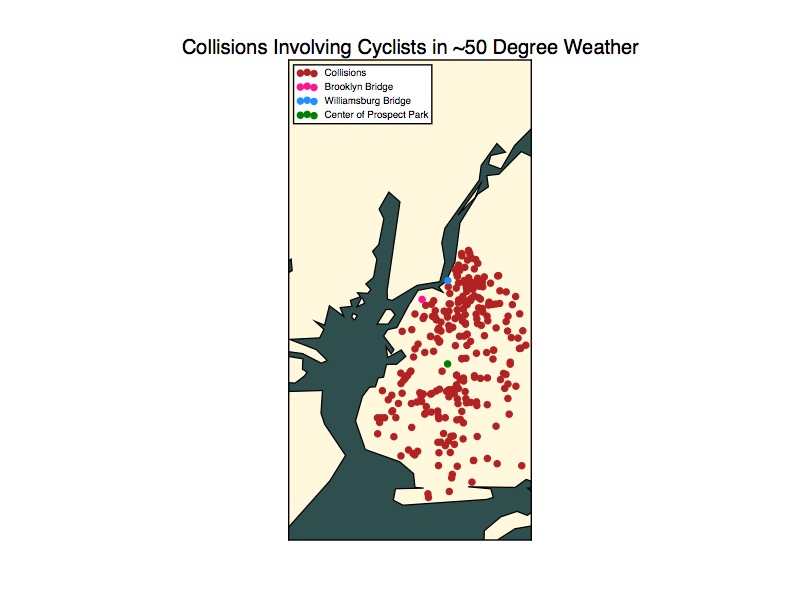 Collisions Involving Cyclists in ~50 Degree Weather
Collisions
Brooklyn Bridge
Williamsburg Bridge
Center of Prospect Park